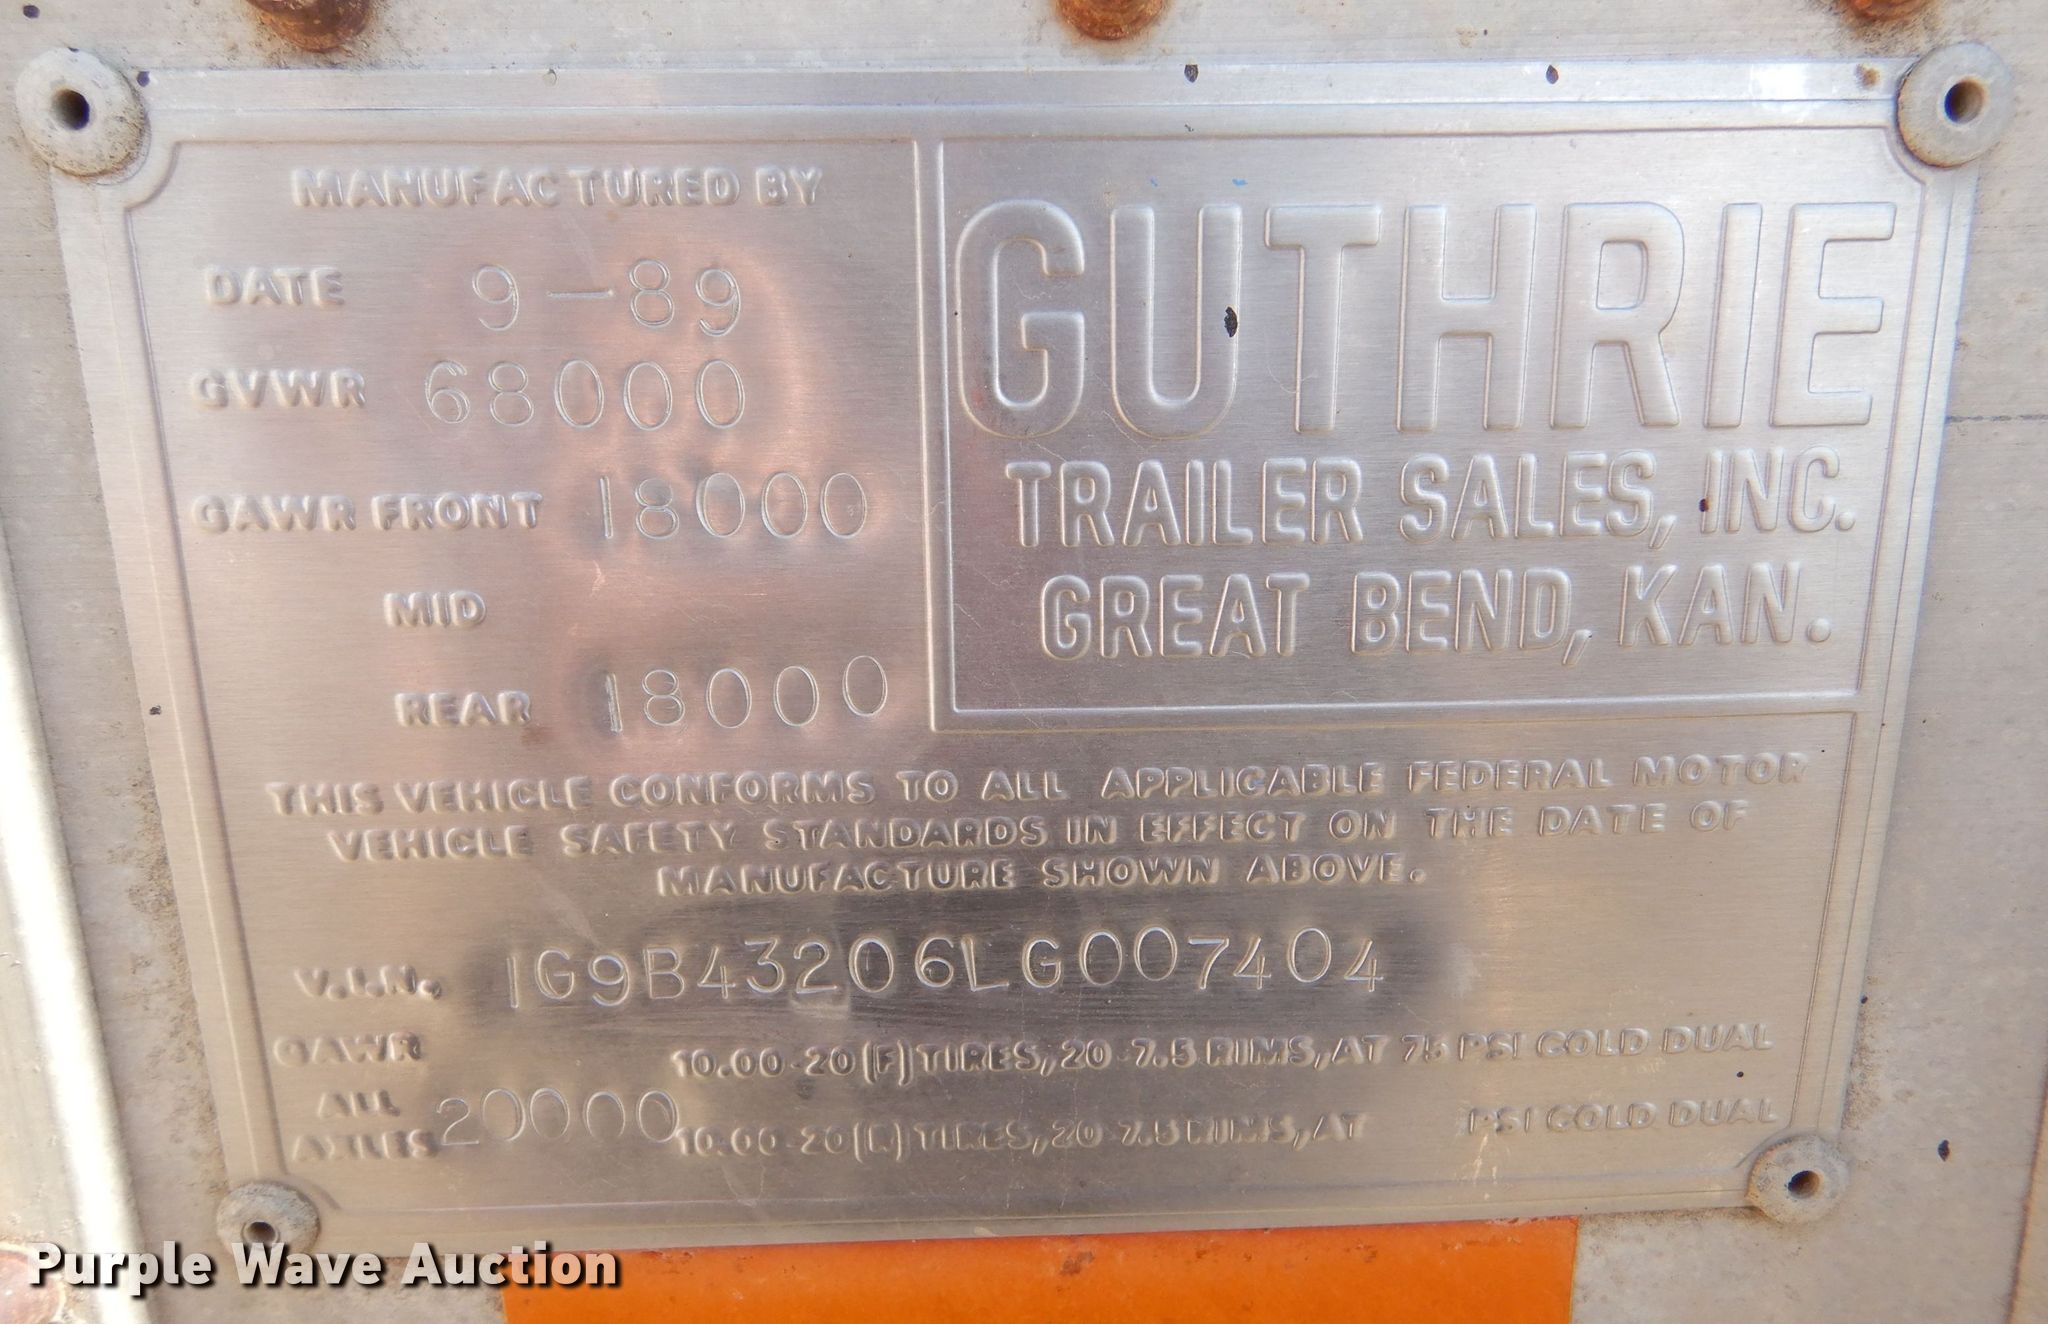 MANUFACTURED BY
DATE 9-89
GVWR 68000
GAWR FRONT 18000
MID
REAR 18000
GUTHRIE
TRAILER SALES, INC.
GREAT BEND, KAN.
THIS VEHICLE CONFORMS TO ALL APPLICABLE FEDERAL MOTOR
VEHICLE SAFETY STANDARDS IN EFFECT ON THE DATE OF
MANUFACTURE SHOWN ABOVE.
V.I.N. 1G9B43206LG007404
GAWR
ALL
AXLES 20000
10.00-20(F)TIRES, 20-7.5 RIMS, AT 75 PSI COLD DUAL
10.00-20(R)TIRES, 20-7.5 RIMS, AT PSI COLD DUAL
Purple Wave Auction